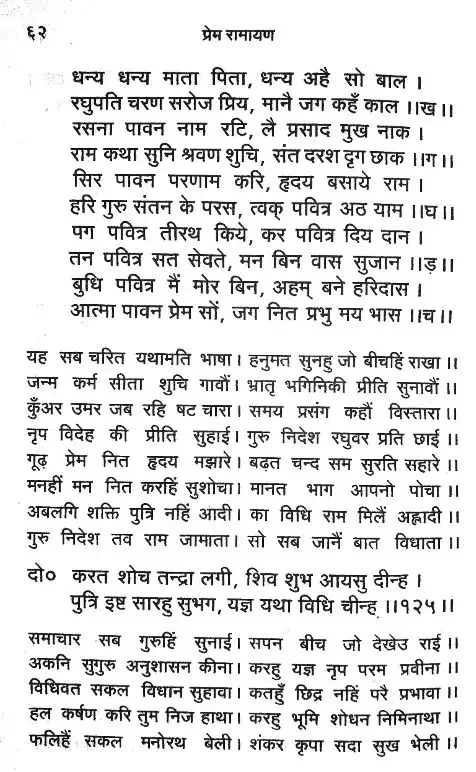 ६२ प्रेम रामायण
धन्य धन्य माता पिता, धन्य अहै सो बाल ।
रघुपति चरण सरोज प्रिय, मानै जग कहँ काल ।।ख।।
रसना पावन नाम रटि, लै प्रसाद मुख नाक ।
राम कथा सुनि श्रवण शुचि, संत दरश दृग छाक ।।ग।।
सिर पावन परणाम करि, हृदय बसाये राम ।
हरि गुरु संतन के परस, त्वक् पवित्र अठ याम ।।घ।।
पग पवित्र तीरथ किये, कर पवित्र दिय दान ।
तन पवित्र सत सेवते, मन बिन वास सुजान ।।ड़।।
बुधि पवित्र मैं मोर बिन, अहम् बने हरिदास ।
आत्मा पावन प्रेम सों, जग नित प्रभु मय भास ।।च।।
यह सब चरित यथामति भाषा। हनुमत सुनहु जो बीचहिं राखा।।
जन्म कर्म सीता शुचि गावौं। भ्रातृ भगिनिकी प्रीति सुनावौं।।
कुँअर उमर जब रहि षट चारा। समय प्रसंग कहौं विस्तारा।।
नृप विदेह की प्रीति सुहाई। गुरु निदेश रघुवर प्रति छाई।।
गूढ़ प्रेम नित हृदय मझारे। बढ़त चन्द सम सुरति सहारे।।
मनहीं मन नित करहिं सुशोचा। मानत भाग आपनो पोचा।।
अबलगि शक्ति पुत्रि नहिं आदी। का विधि राम मिलैं अह्लादी।।
गुरु निदेश तव राम जामाता। सो सब जानैं बात विधाता।।
दो० करत शोच तन्द्रा लगी, शिव शुभ आयसु दीन्ह ।
पुत्रि इष्ट सारहु सुभग, यज्ञ यथा विधि चीन्ह ।।१२५।।
समाचार सब गुरुहिं सुनाई। सपन बीच जो देखेउ राई।।
अकनि सुगुरु अनुशासन कीना। करहु यज्ञ नृप परम प्रवीना।।
विधिवत सकल विधान सुहावा। कतहुँ छिद्र नहिं परै प्रभावा।।
हल कर्षण करि तुम निज हाथा। करहु भूमि शोधन निमिनाथा।।
फलिहैं सकल मनोरथ बेली। शंकर कृपा सदा सुख भेली।।